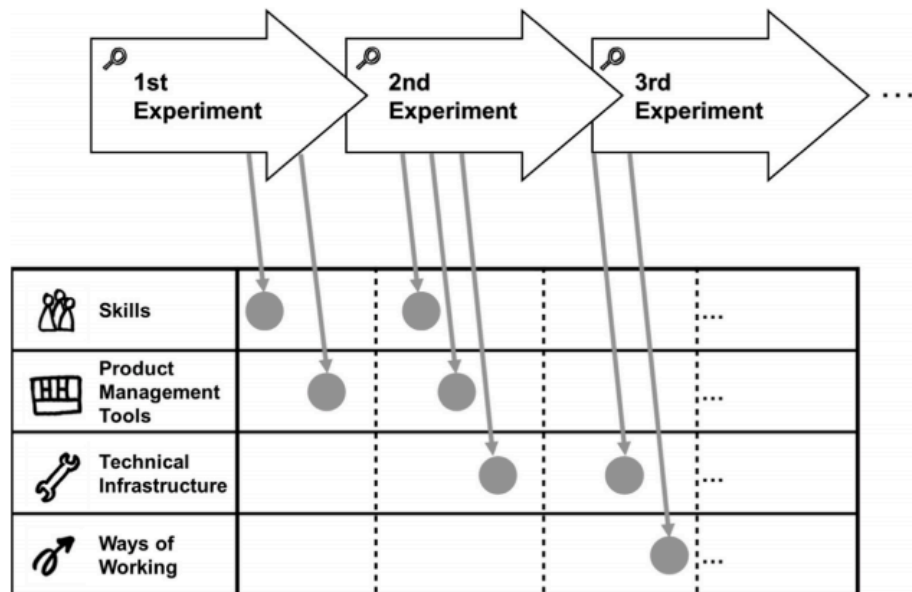 1st
Experiment
2nd
Experiment
3rd
Experiment
...
Skills
...
Product
Management
Tools
...
Technical
Infrastructure
...
Ways of
Working
...